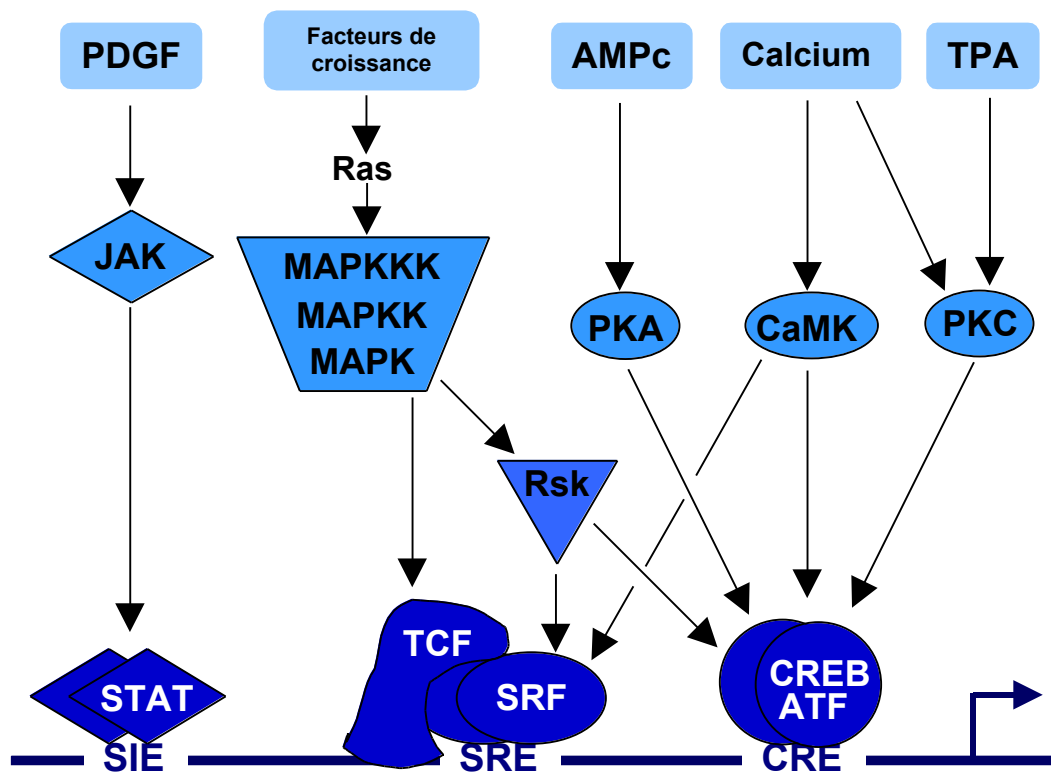 PDGF
Facteurs de
croissance
AMPc
Calcium
TPA
Ras
JAK
MAPKKK
MAPKK
MAPK
PKA
CaMK
PKC
Rsk
TCF
STAT
SRF
CREB
ATF
SIE
SRE
CRE